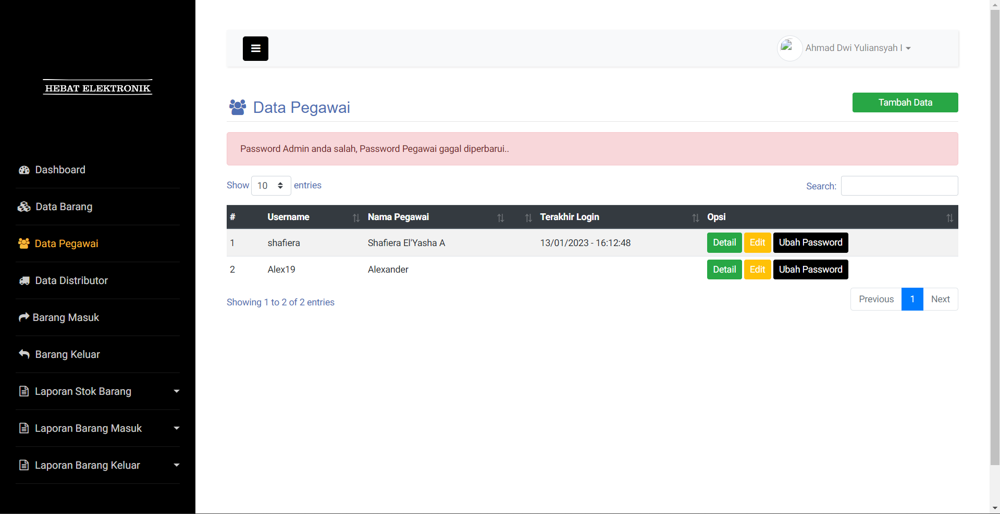 HEBAT ELEKTRONIK
Dashboard
Data Barang
Data Pegawai
Data Distributor
Barang Masuk
Barang Keluar
Laporan Stok Barang
Laporan Barang Masuk
Laporan Barang Keluar
Ahmad Dwi Yuliansyah I
Data Pegawai
Tambah Data
Password Admin anda salah, Password Pegawai gagal diperbarui..
Show 10 entries
Search:
# Username Nama Pegawai Terakhir Login Opsi
1 shafiera Shafiera El'Yasha A 13/01/2023 - 16:12:48 Detail Edit Ubah Password
2 Alex19 Alexander Detail Edit Ubah Password
Showing 1 to 2 of 2 entries
Previous 1 Next